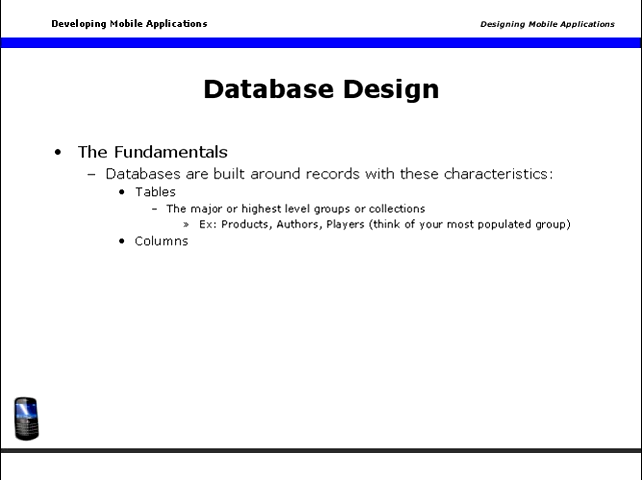 Developing Mobile Applications
Designing Mobile Applications
Database Design
• The Fundamentals
– Databases are built around records with these characteristics:
• Tables
– The major or highest level groups or collections
» Ex: Products, Authors, Players (think of your most populated group)
• Columns